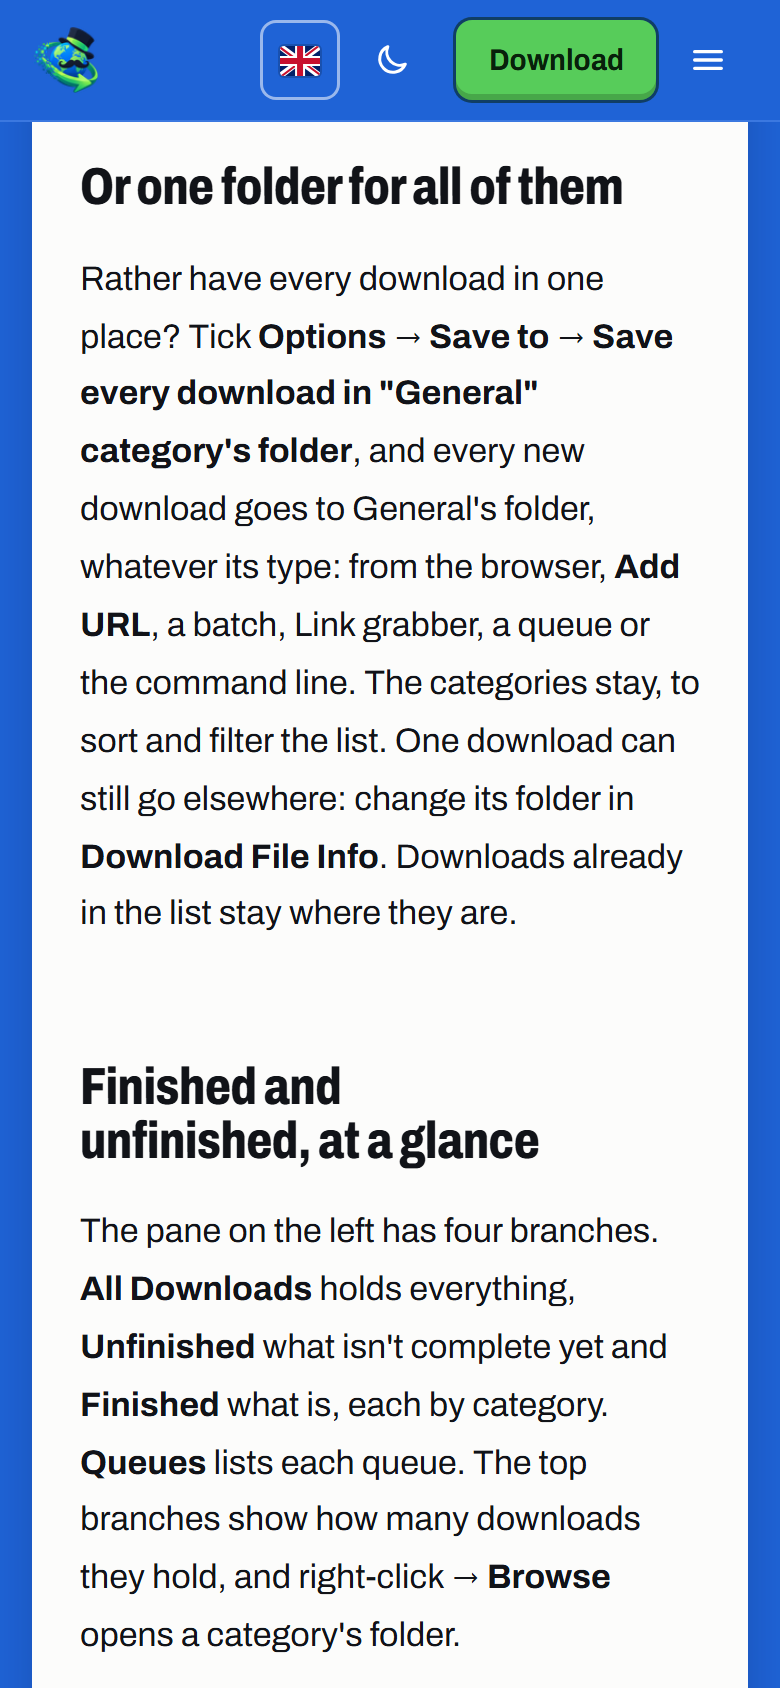 Download
Or one folder for all of them
Rather have every download in one
place? Tick Options → Save to → Save
every download in "General"
category's folder, and every new
download goes to General's folder,
whatever its type: from the browser, Add
URL, a batch, Link grabber, a queue or
the command line. The categories stay, to
sort and filter the list. One download can
still go elsewhere: change its folder in
Download File Info. Downloads already
in the list stay where they are.
Finished and
unfinished, at a glance
The pane on the left has four branches.
All Downloads holds everything,
Unfinished what isn't complete yet and
Finished what is, each by category.
Queues lists each queue. The top
branches show how many downloads
they hold, and right-click → Browse
opens a category's folder.